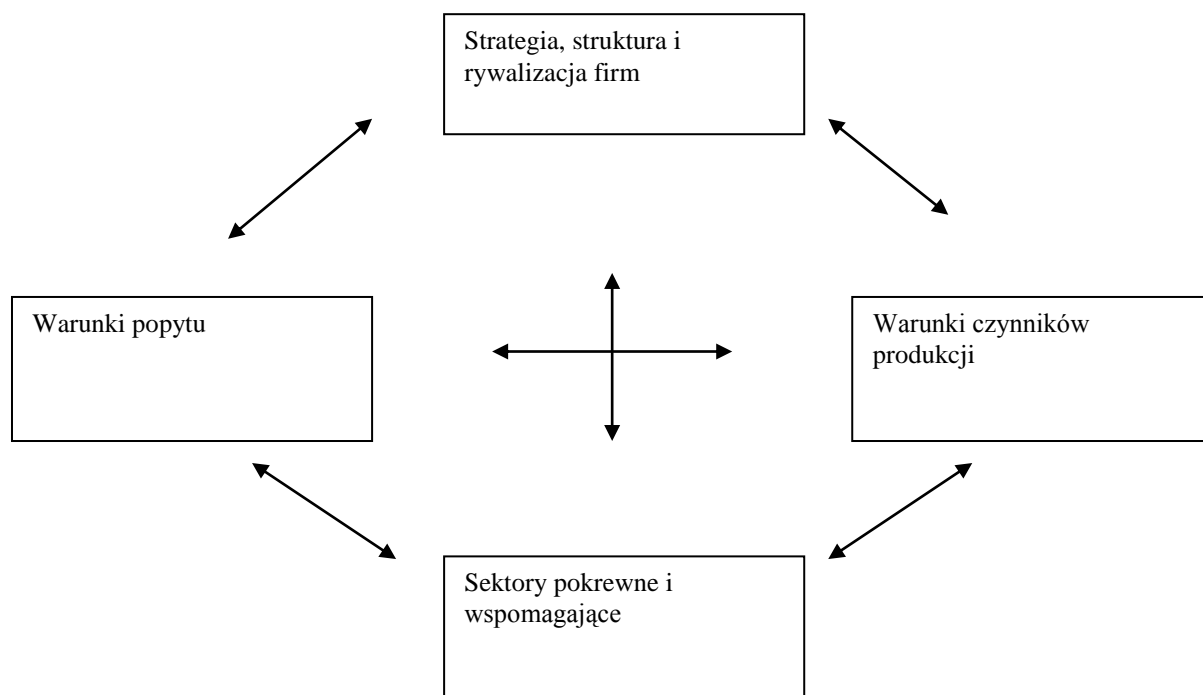 Strategia, struktura i
rywalizacja firm
Warunki popytu
Warunki czynników
produkcji
Sektory pokrewne i
wspomagające